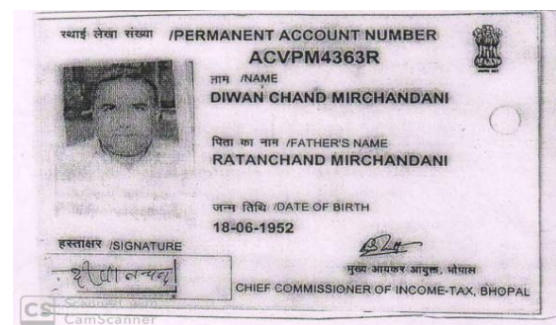 स्थाई लेखा संख्या /PERMANENT ACCOUNT NUMBER
ACVPM4363R
नाम /NAME
DIWAN CHAND MIRCHANDANI
पिता का नाम /FATHER'S NAME
RATANCHAND MIRCHANDANI
जन्म तिथि /DATE OF BIRTH
18-06-1952
हस्ताक्षर /SIGNATURE
मुख्य आयकर आयुक्त, भोपाल
CHIEF COMMISSIONER OF INCOME-TAX, BHOPAL
CS
CamScanner